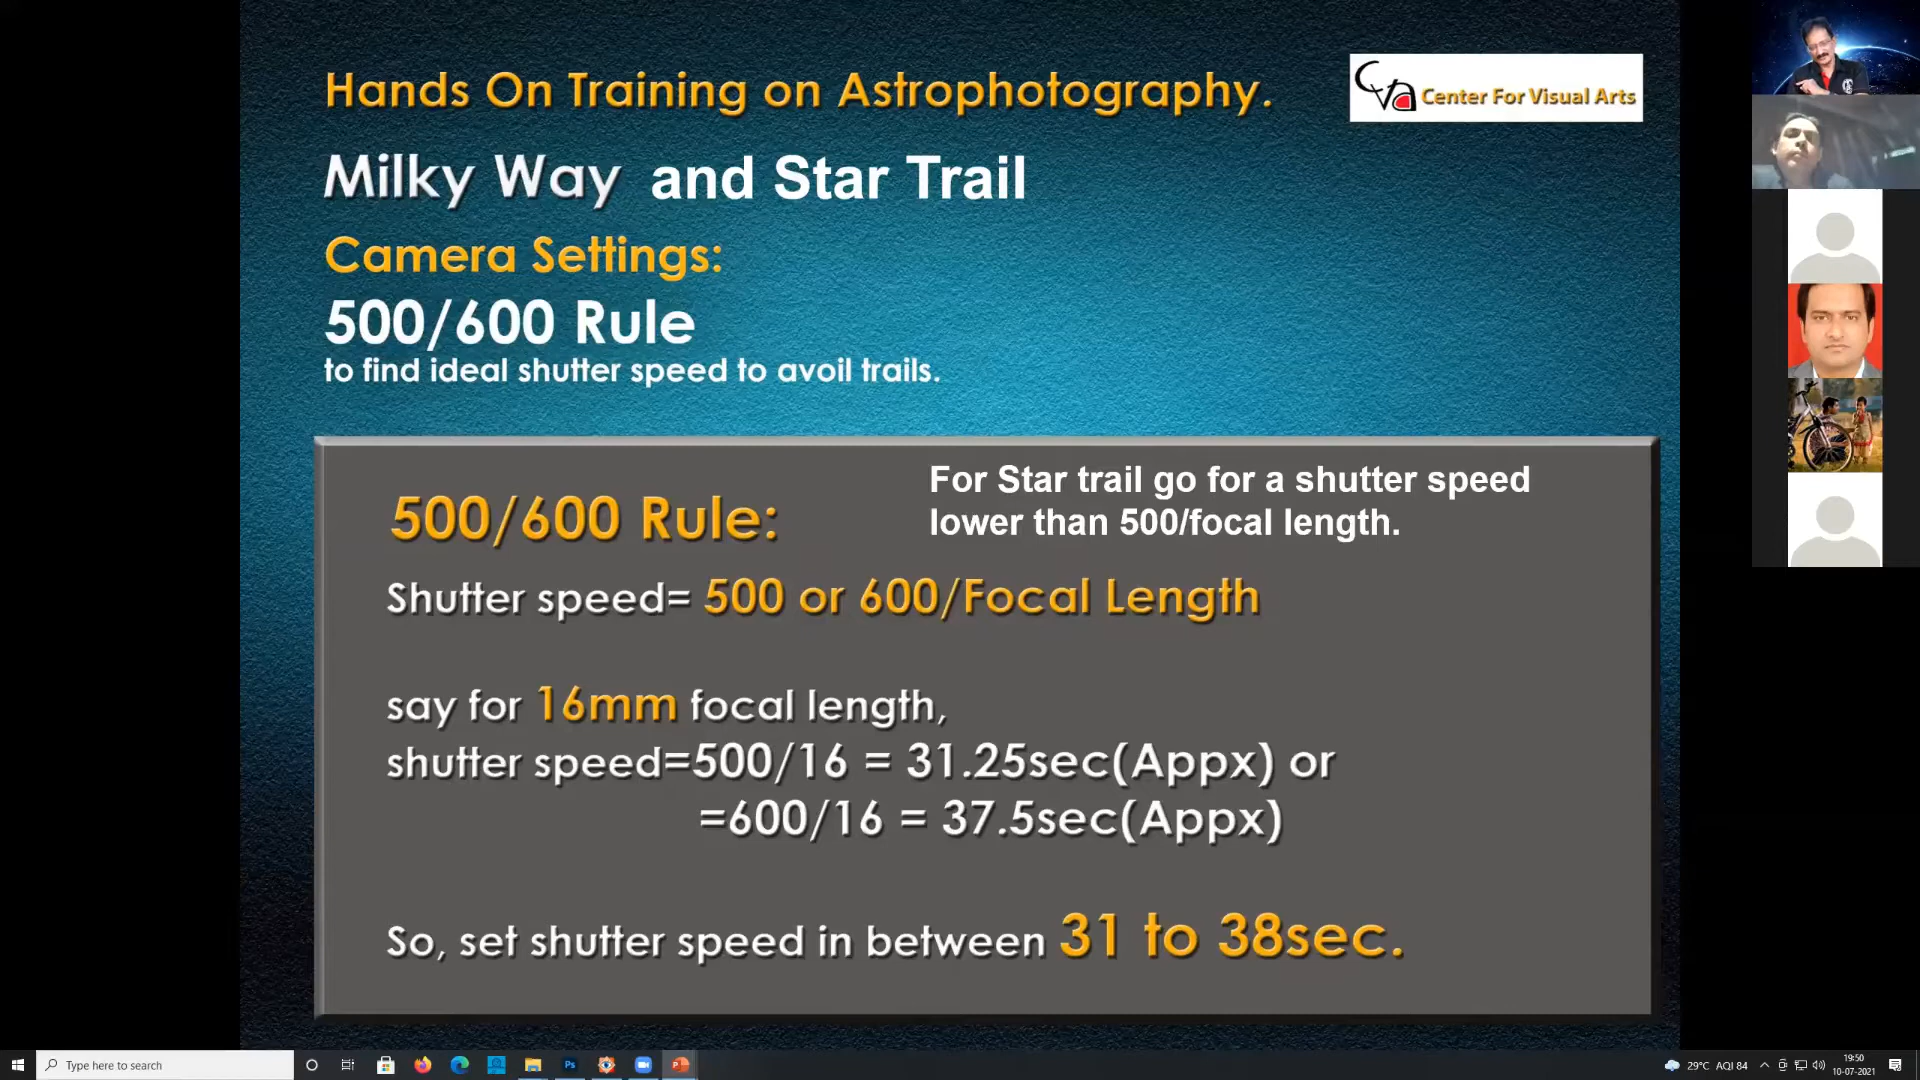 Hands On Training on Astrophotography.
CVA Center For Visual Arts
Milky Way and Star Trail
Camera Settings:
500/600 Rule
to find ideal shutter speed to avoil trails.
500/600 Rule:
For Star trail go for a shutter speed
lower than 500/focal length.
Shutter speed= 500 or 600/Focal Length
say for 16mm focal length,
shutter speed=500/16 = 31.25sec(Appx) or
=600/16 = 37.5sec(Appx)
So, set shutter speed in between 31 to 38sec.
Type here to search
Ps
29°C AQI 84
19:50
10-07-2021